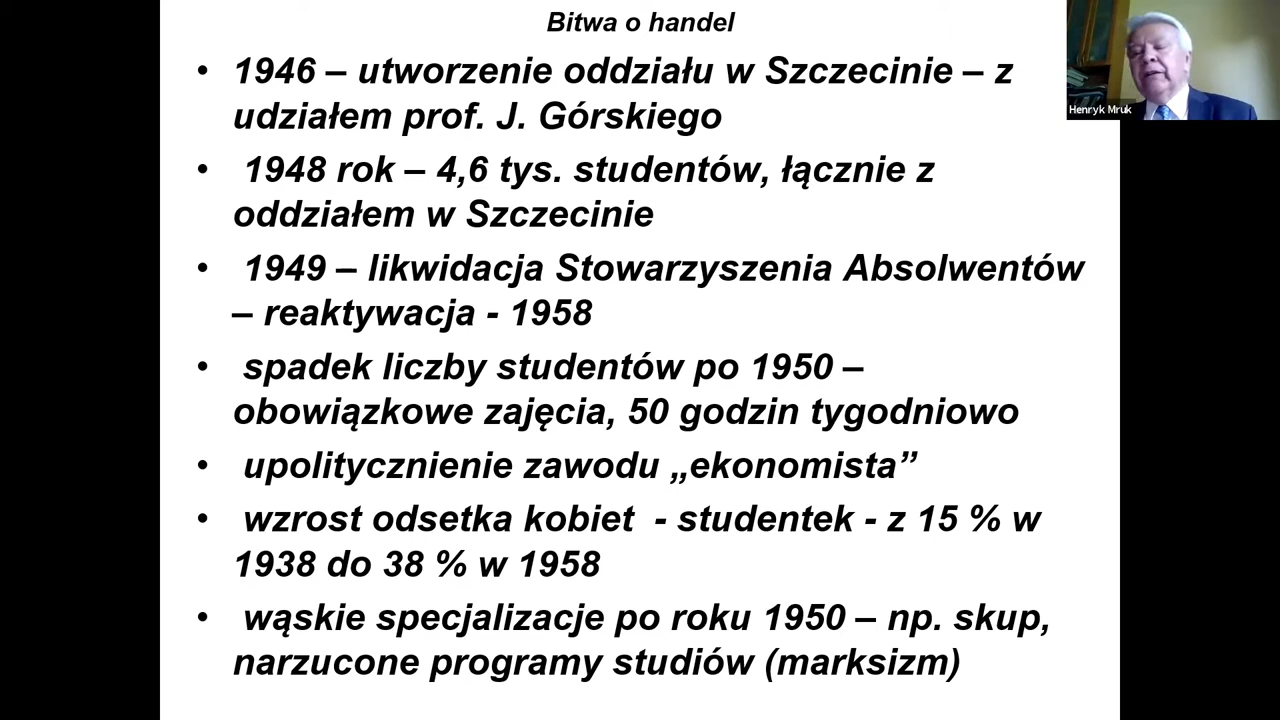 Bitwa o handel
• 1946 – utworzenie oddziału w Szczecinie – z
udziałem prof. J. Górskiego
• 1948 rok – 4,6 tys. studentów, łącznie z
oddziałem w Szczecinie
• 1949 – likwidacja Stowarzyszenia Absolwentów
– reaktywacja - 1958
• spadek liczby studentów po 1950 –
obowiązkowe zajęcia, 50 godzin tygodniowo
• upolitycznienie zawodu „ekonomista”
• wzrost odsetka kobiet - studentek - z 15 % w
1938 do 38 % w 1958
• wąskie specjalizacje po roku 1950 – np. skup,
narzucone programy studiów (marksizm)
Henryk Mruk